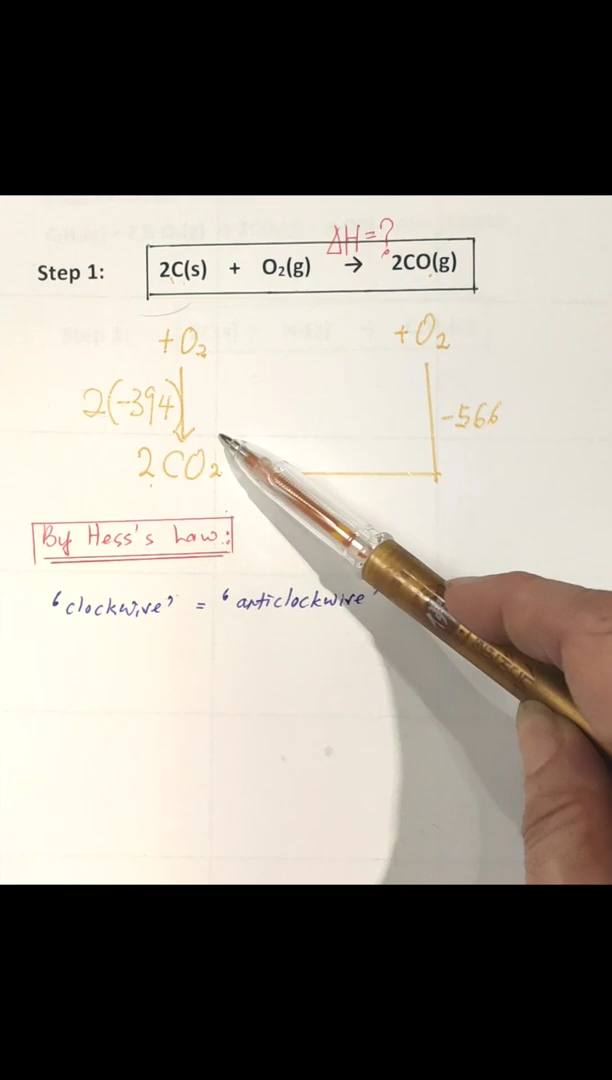 ΔH=?
Step 1: 2C(s) + O₂(g) → 2CO(g)
+O₂ +O₂
2(-394) -566
2CO₂
By Hess's Law:
'clockwise' = 'anticlockwise'